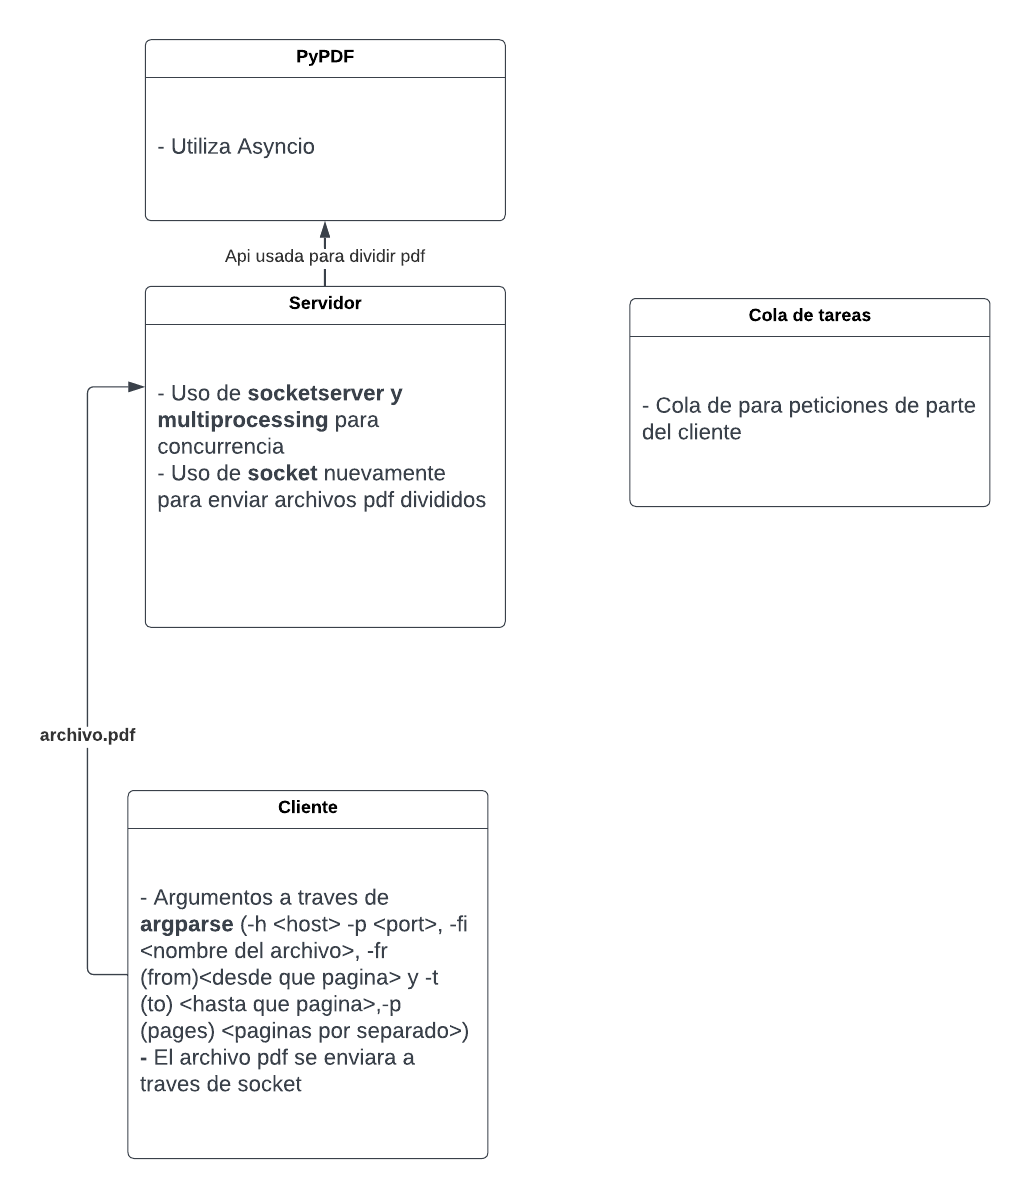 PyPDF
- Utiliza Asyncio
Api usada para dividir pdf
Servidor
- Uso de socketserver y
multiprocessing para
concurrencia
- Uso de socket nuevamente
para enviar archivos pdf divididos
Cola de tareas
- Cola de para peticiones de parte
del cliente
archivo.pdf
Cliente
- Argumentos a traves de
argparse (-h <host> -p <port>, -fi
<nombre del archivo>, -fr
(from)<desde que pagina> y -t
(to) <hasta que pagina>,-p
(pages) <paginas por separado>)
- El archivo pdf se enviara a
traves de socket